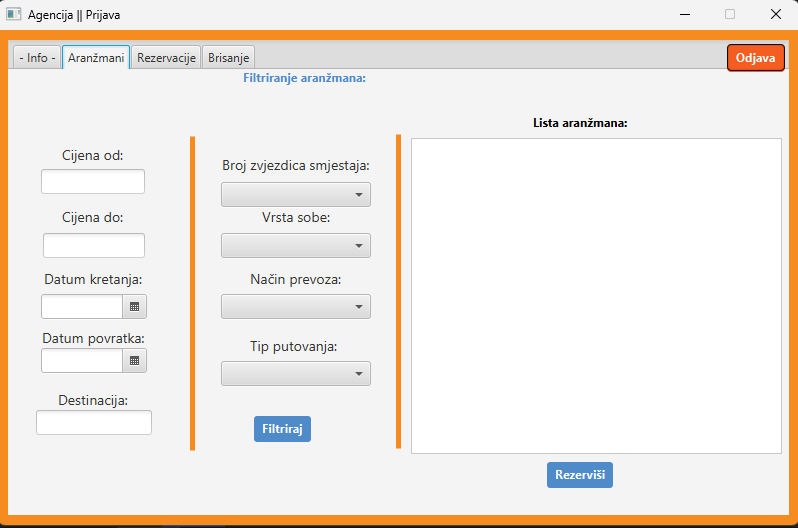 Agencija || Prijava
- Info -
Aranžmani
Rezervacije
Brisanje
Odjava
Filtriranje aranžmana:
Cijena od:
Cijena do:
Datum kretanja:
Datum povratka:
Destinacija:
Broj zvjezdica smjestaja:
Vrsta sobe:
Način prevoza:
Tip putovanja:
Filtriraj
Lista aranžmana:
Rezerviši